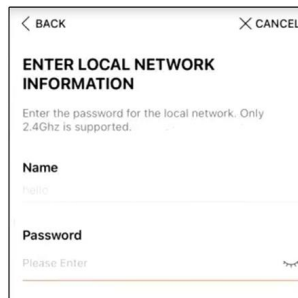 BACK
CANCEL
ENTER LOCAL NETWORK
INFORMATION
Enter the password for the local network. Only
2.4Ghz is supported.
Name
hello
Password
Please Enter